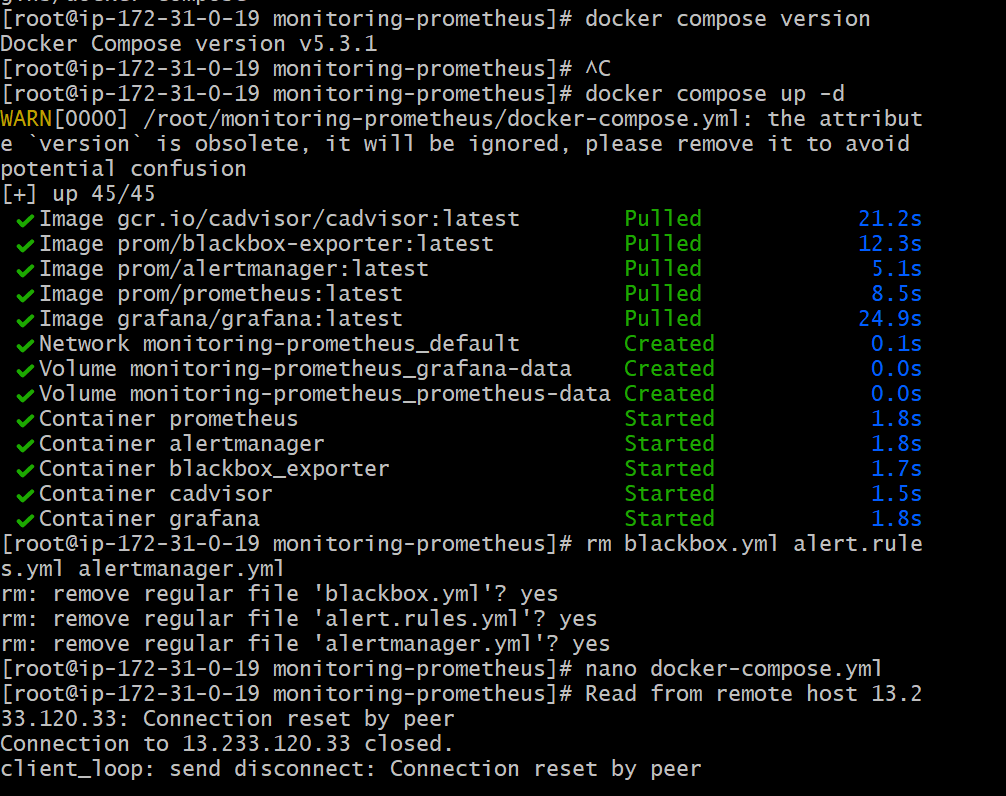 [root@ip-172-31-0-19 monitoring-prometheus]# docker compose version
Docker Compose version v5.3.1
[root@ip-172-31-0-19 monitoring-prometheus]# ^C
[root@ip-172-31-0-19 monitoring-prometheus]# docker compose up -d
WARN[0000] /root/monitoring-prometheus/docker-compose.yml: the attribut
e `version` is obsolete, it will be ignored, please remove it to avoid
potential confusion
[+] up 45/45
✔ Image gcr.io/cadvisor/cadvisor:latest Pulled 21.2s
✔ Image prom/blackbox-exporter:latest Pulled 12.3s
✔ Image prom/alertmanager:latest Pulled 5.1s
✔ Image prom/prometheus:latest Pulled 8.5s
✔ Image grafana/grafana:latest Pulled 24.9s
✔ Network monitoring-prometheus_default Created 0.1s
✔ Volume monitoring-prometheus_grafana-data Created 0.0s
✔ Volume monitoring-prometheus_prometheus-data Created 0.0s
✔ Container prometheus Started 1.8s
✔ Container alertmanager Started 1.8s
✔ Container blackbox_exporter Started 1.7s
✔ Container cadvisor Started 1.5s
✔ Container grafana Started 1.8s
[root@ip-172-31-0-19 monitoring-prometheus]# rm blackbox.yml alert.rule
s.yml alertmanager.yml
rm: remove regular file 'blackbox.yml'? yes
rm: remove regular file 'alert.rules.yml'? yes
rm: remove regular file 'alertmanager.yml'? yes
[root@ip-172-31-0-19 monitoring-prometheus]# nano docker-compose.yml
[root@ip-172-31-0-19 monitoring-prometheus]# Read from remote host 13.2
33.120.33: Connection reset by peer
Connection to 13.233.120.33 closed.
client_loop: send disconnect: Connection reset by peer